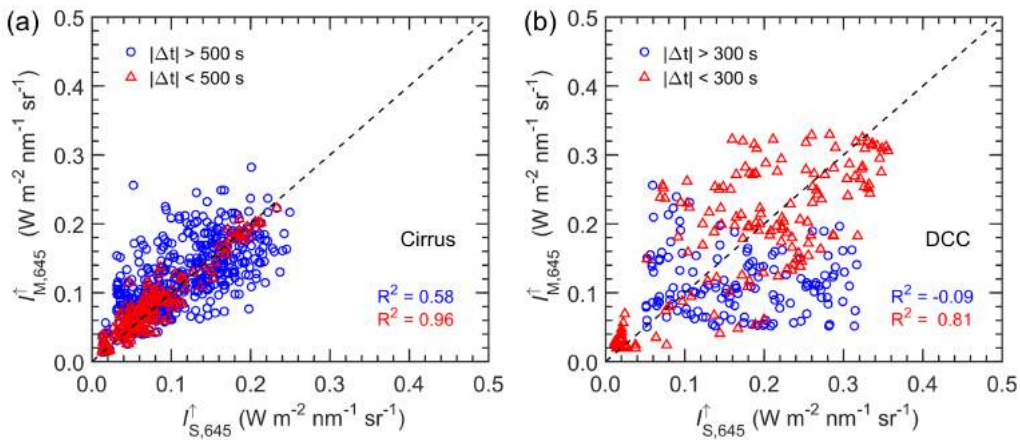 (a)
|Δt| > 500 s
|Δt| < 500 s
Cirrus
R² = 0.58
R² = 0.96
0.5
0.4
0.3
0.2
0.1
0.0
I↑M,645 (W m⁻² nm⁻¹ sr⁻¹)
0.0 0.1 0.2 0.3 0.4 0.5
I↑S,645 (W m⁻² nm⁻¹ sr⁻¹)
(b)
|Δt| > 300 s
|Δt| < 300 s
DCC
R² = -0.09
R² = 0.81
0.5
0.4
0.3
0.2
0.1
0.0
I↑M,645 (W m⁻² nm⁻¹ sr⁻¹)
0.0 0.1 0.2 0.3 0.4 0.5
I↑S,645 (W m⁻² nm⁻¹ sr⁻¹)